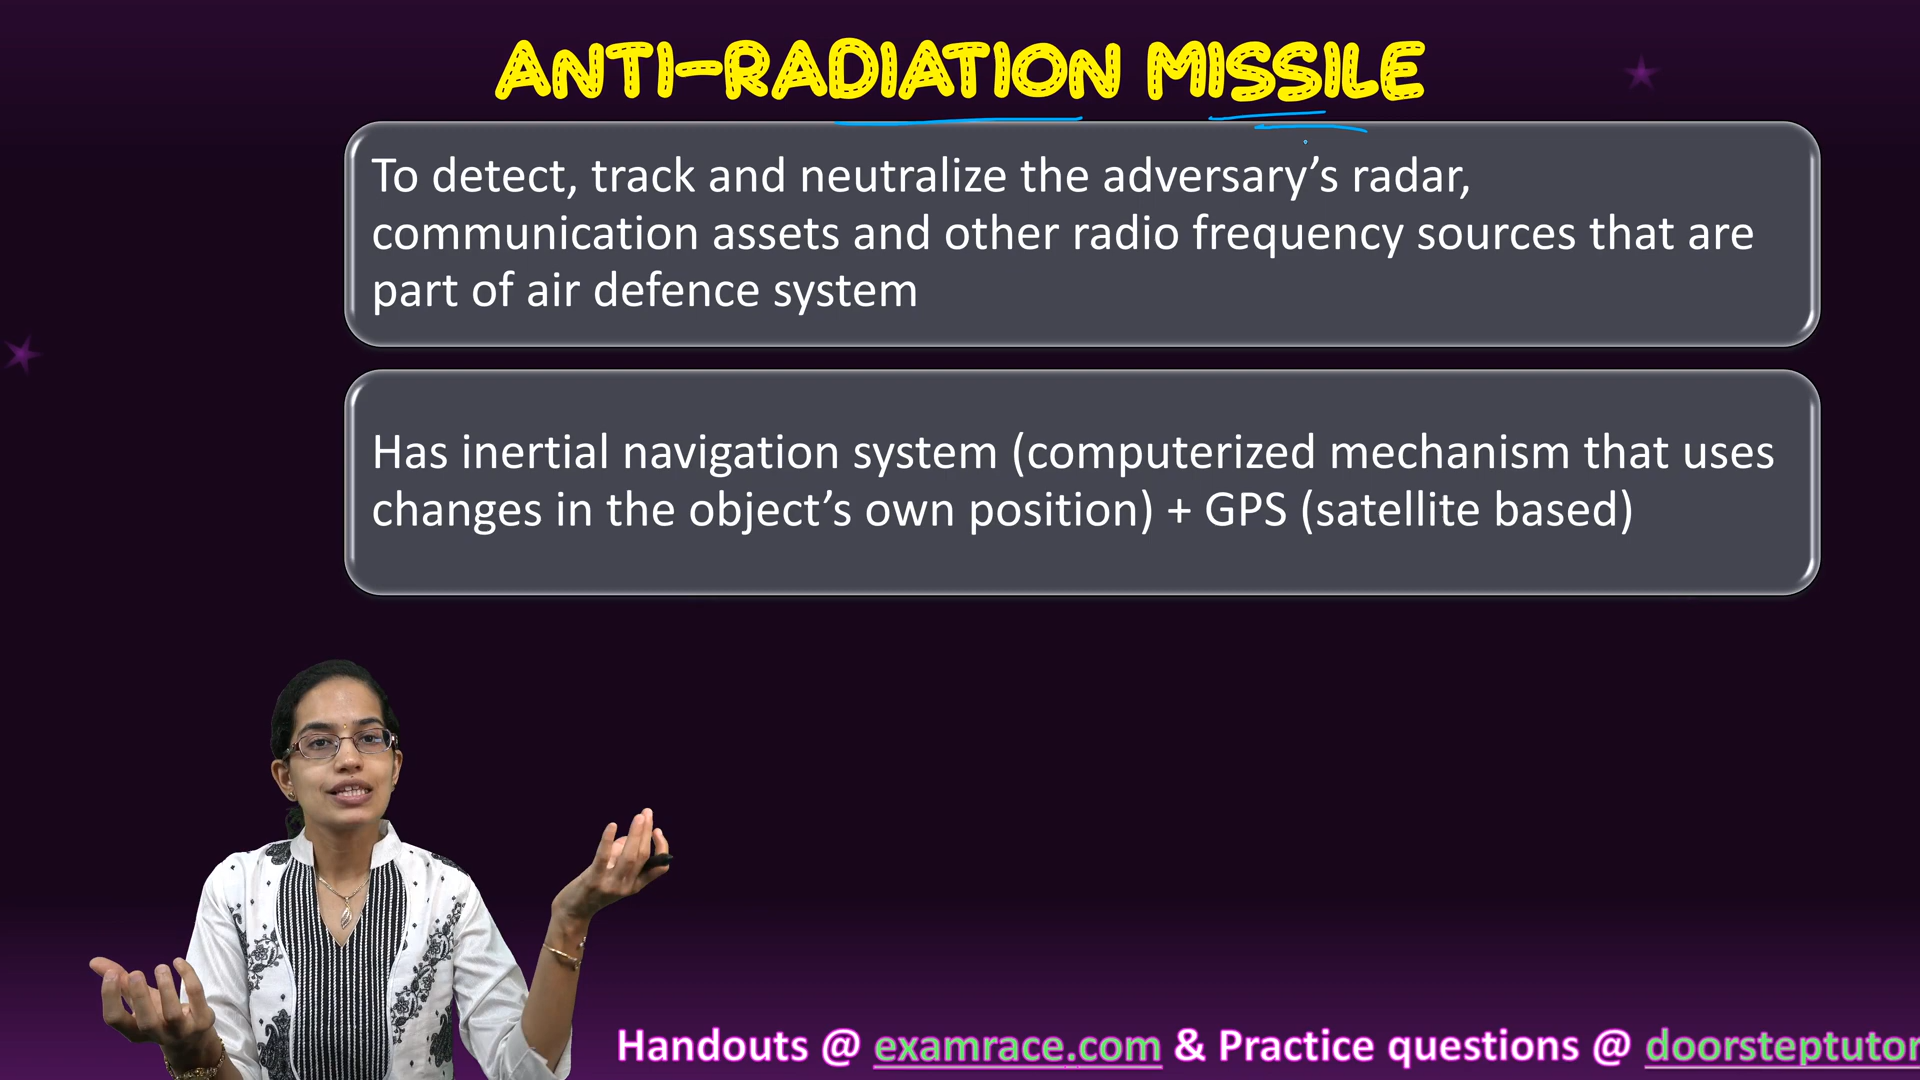 ANTI-RADIATION MISSILE
To detect, track and neutralize the adversary’s radar,
communication assets and other radio frequency sources that are
part of air defence system
Has inertial navigation system (computerized mechanism that uses
changes in the object’s own position) + GPS (satellite based)
Handouts @ examrace.com & Practice questions @ doorsteptutor